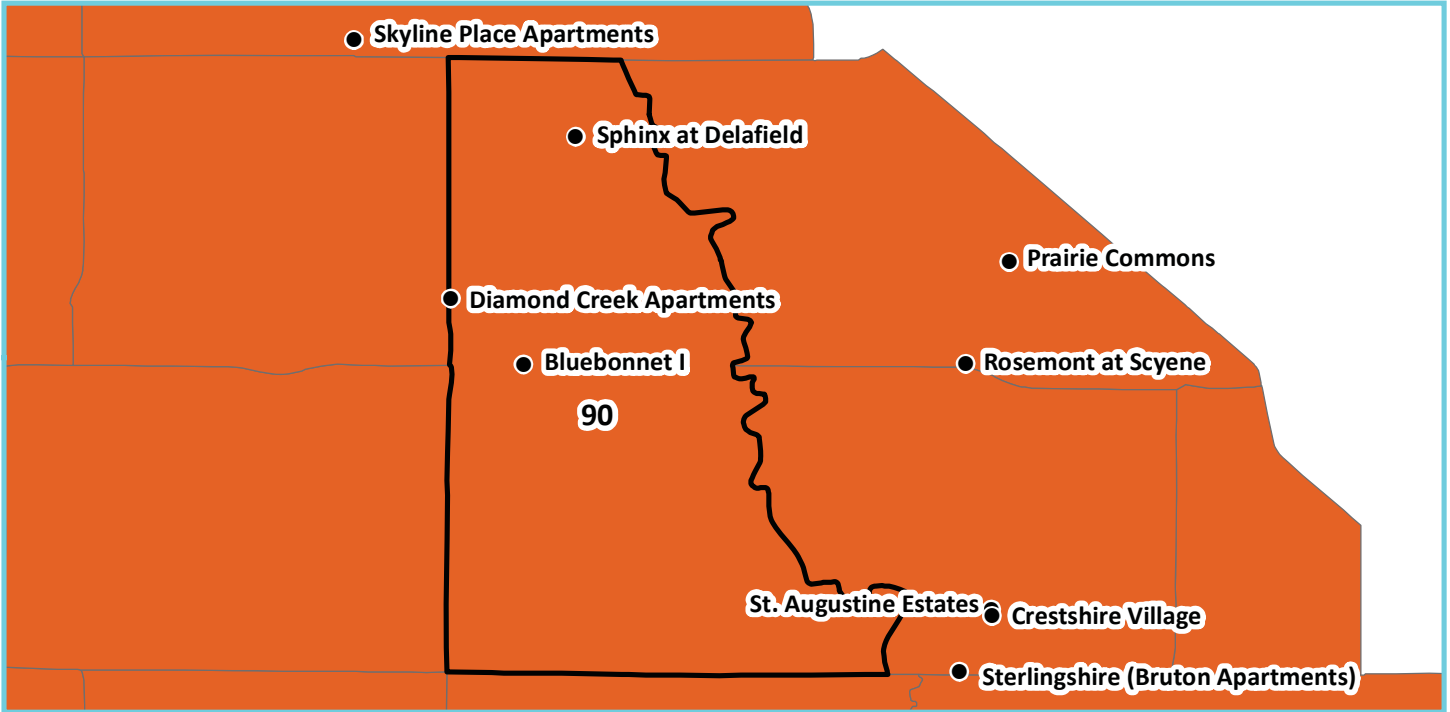 Skyline Place Apartments
Sphinx at Delafield
Prairie Commons
Diamond Creek Apartments
Bluebonnet I
Rosemont at Scyene
90
St. Augustine Estates
Crestshire Village
Sterlingshire (Bruton Apartments)